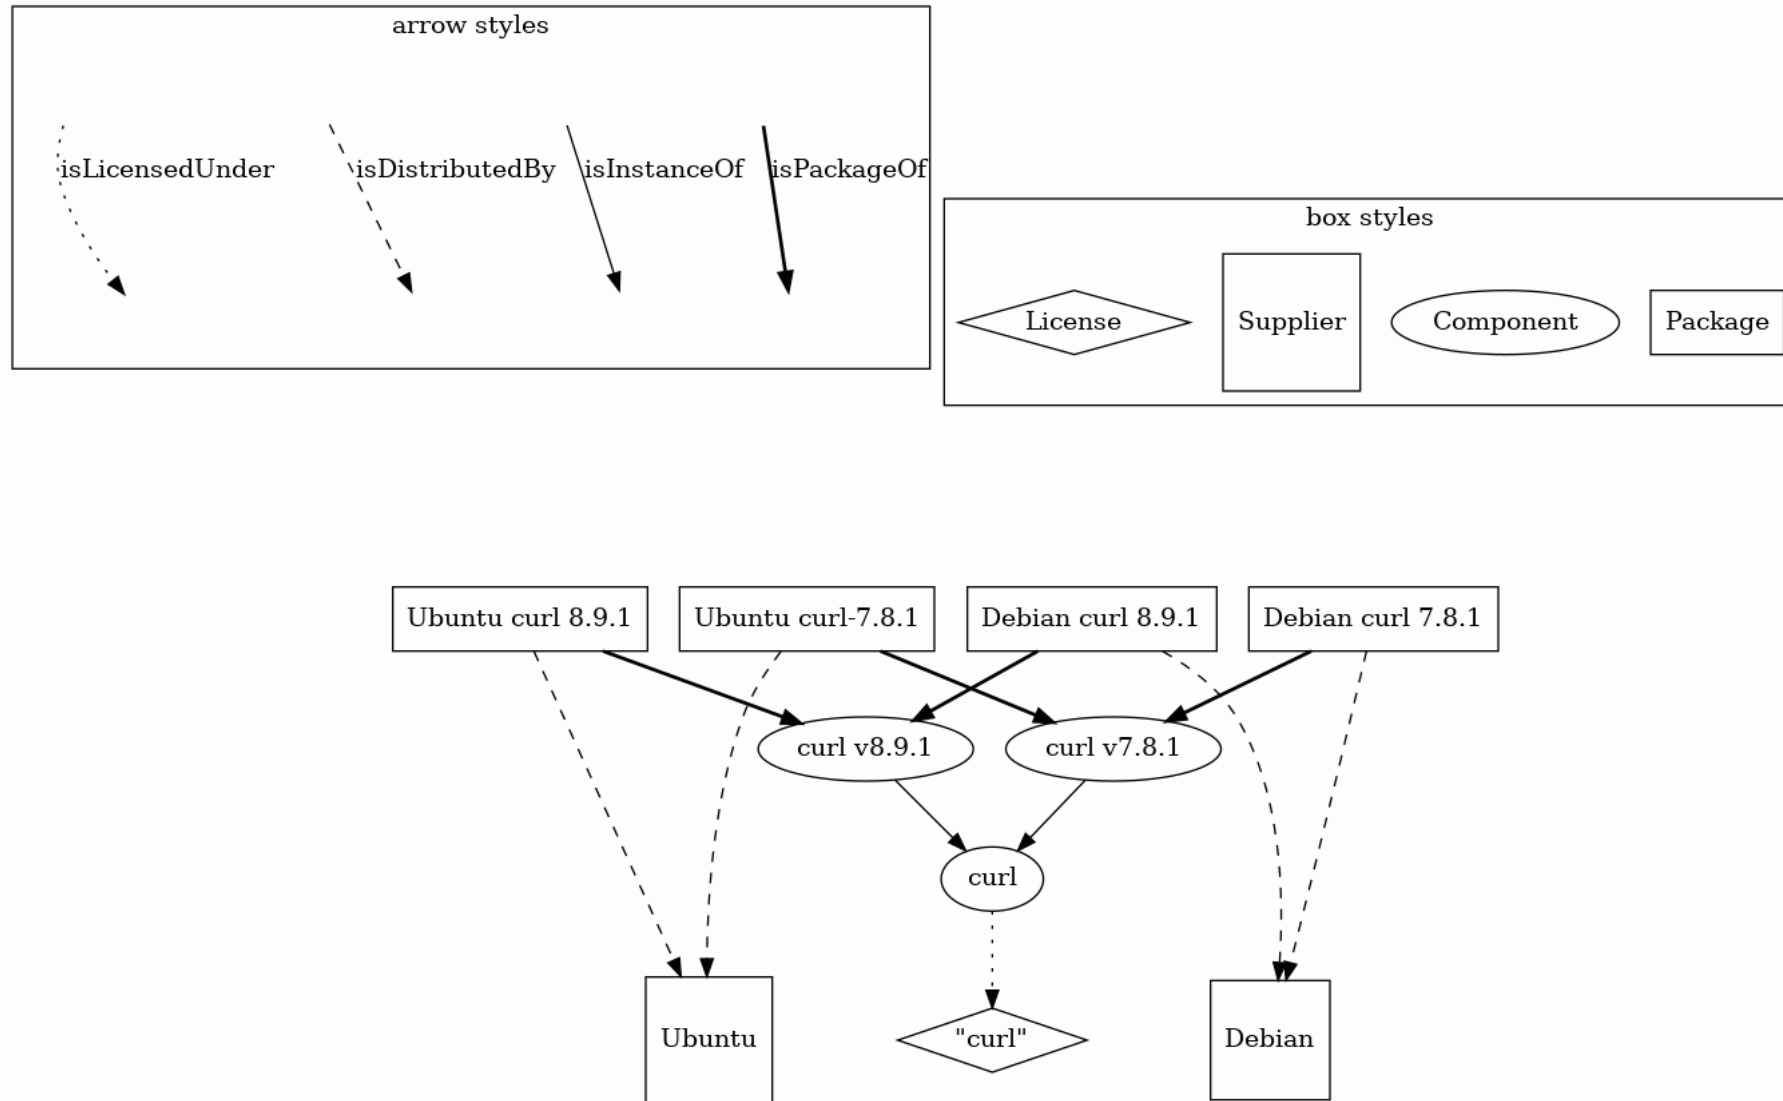 arrow styles
isLicensedUnder
isDistributedBy
isInstanceOf
isPackageOf
box styles
License
Supplier
Component
Package
Ubuntu curl 8.9.1
Ubuntu curl-7.8.1
Debian curl 8.9.1
Debian curl 7.8.1
curl v8.9.1
curl v7.8.1
curl
Ubuntu
"curl"
Debian